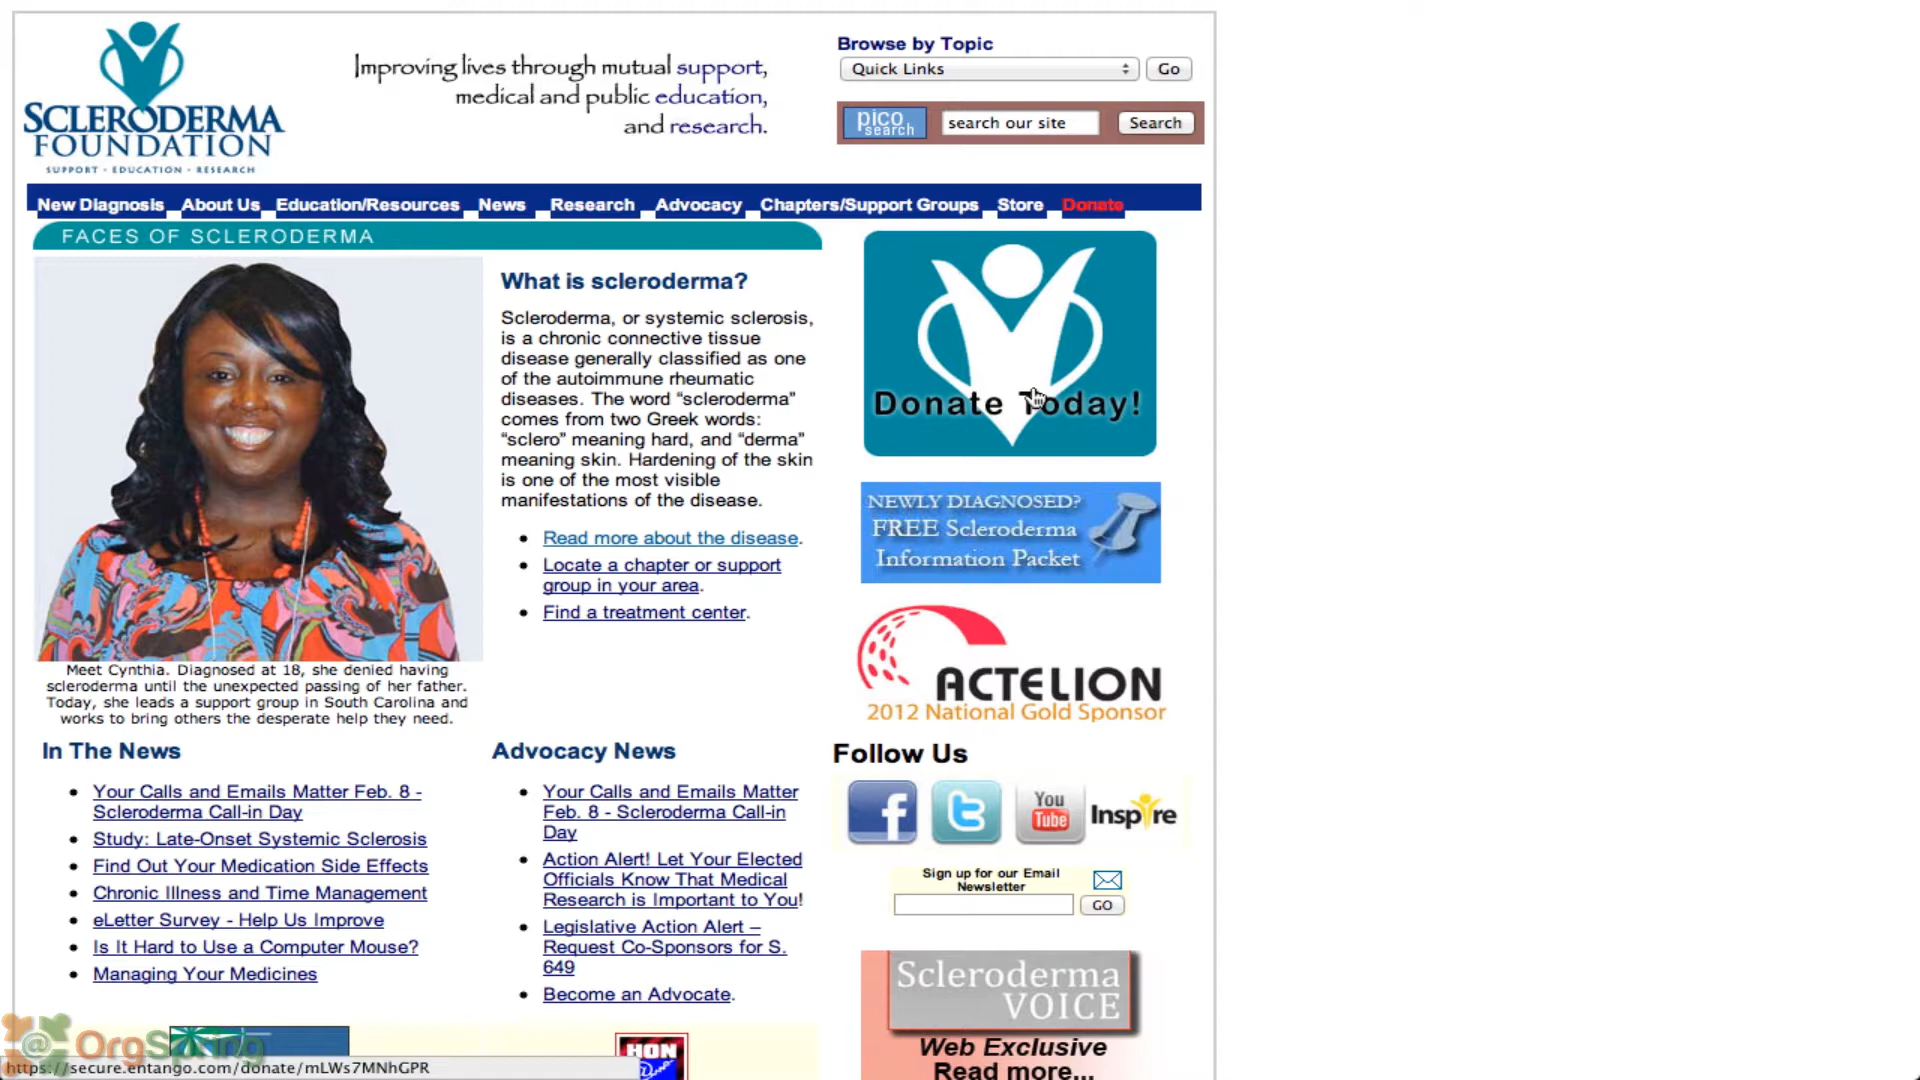 SCLERODERMA
FOUNDATION
SUPPORT - EDUCATION - RESEARCH
Improving lives through mutual support,
medical and public education,
and research.
Browse by Topic
Quick Links
Go
pico
search
search our site
Search
New Diagnosis About Us Education/Resources News Research Advocacy Chapters/Support Groups Store Donate
FACES OF SCLERODERMA
Meet Cynthia. Diagnosed at 18, she denied having
scleroderma until the unexpected passing of her father.
Today, she leads a support group in South Carolina and
works to bring others the desperate help they need.
What is scleroderma?
Scleroderma, or systemic sclerosis,
is a chronic connective tissue
disease generally classified as one
of the autoimmune rheumatic
diseases. The word “scleroderma”
comes from two Greek words:
“sclero” meaning hard, and “derma”
meaning skin. Hardening of the skin
is one of the most visible
manifestations of the disease.
Read more about the disease.
Locate a chapter or support
group in your area.
Find a treatment center.
Donate Today!
NEWLY DIAGNOSED?
FREE Scleroderma
Information Packet
ACTELION
2012 National Gold Sponsor
In The News
Your Calls and Emails Matter Feb. 8 -
Scleroderma Call-in Day
Study: Late-Onset Systemic Sclerosis
Find Out Your Medication Side Effects
Chronic Illness and Time Management
eLetter Survey - Help Us Improve
Is It Hard to Use a Computer Mouse?
Managing Your Medicines
Advocacy News
Your Calls and Emails Matter
Feb. 8 - Scleroderma Call-in
Day
Action Alert! Let Your Elected
Officials Know That Medical
Research is Important to You!
Legislative Action Alert –
Request Co-Sponsors for S.
649
Become an Advocate.
Follow Us
f
t
You
Tube
Inspire
Sign up for our Email
Newsletter
GO
Scleroderma
VOICE
Web Exclusive
Read more...
HON
@ OrgSpring
https://secure.entango.com/donate/mLWs7MNhGPR